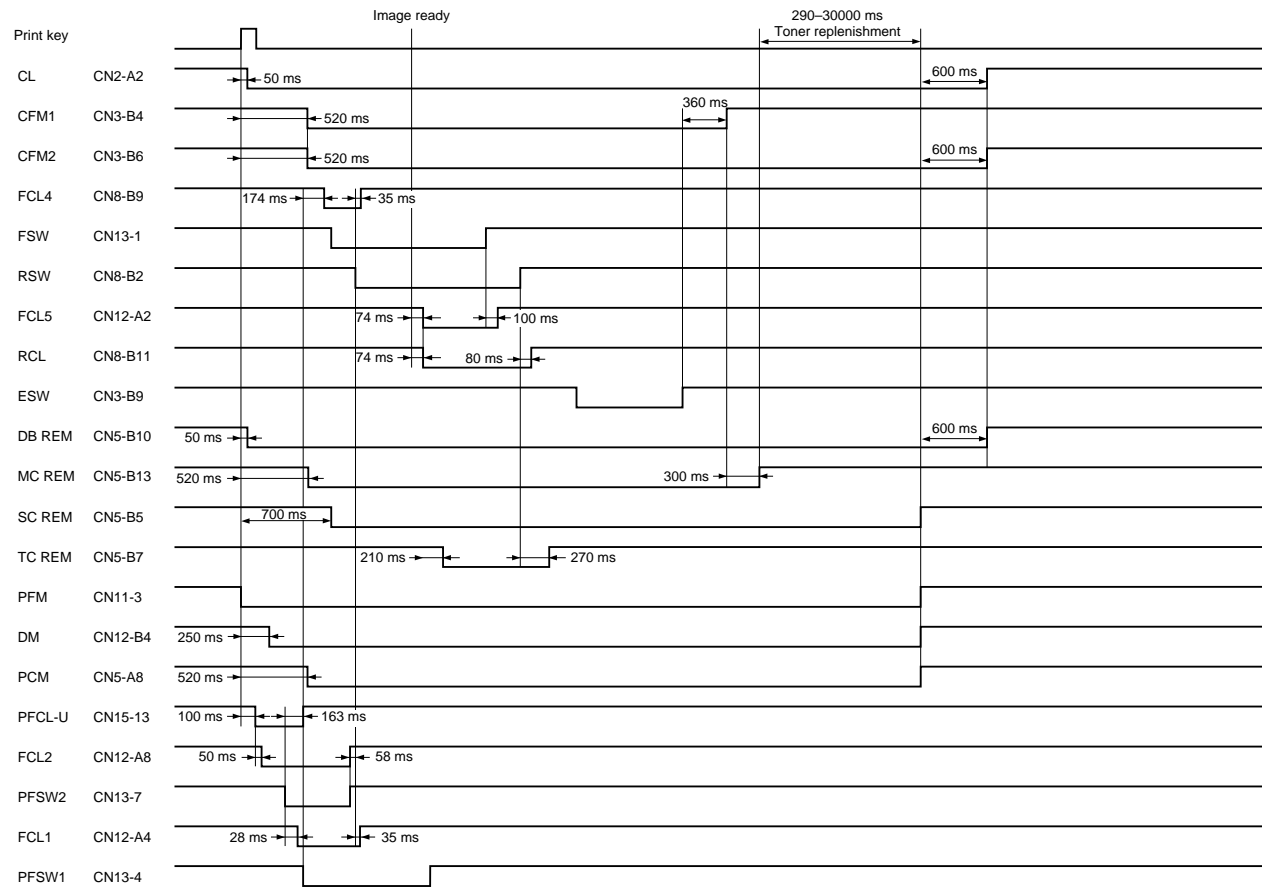 Image ready
290–30000 ms
Print key
Toner replenishment
CL CN2-A2 50 ms 600 ms
CFM1 CN3-B4 520 ms 360 ms
CFM2 CN3-B6 520 ms 600 ms
FCL4 CN8-B9 174 ms 35 ms
FSW CN13-1
RSW CN8-B2
FCL5 CN12-A2 74 ms 100 ms
RCL CN8-B11 74 ms 80 ms
ESW CN3-B9
DB REM CN5-B10 50 ms 600 ms
MC REM CN5-B13 520 ms 300 ms
SC REM CN5-B5 700 ms
TC REM CN5-B7 210 ms 270 ms
PFM CN11-3
DM CN12-B4 250 ms
PCM CN5-A8 520 ms
PFCL-U CN15-13 100 ms 163 ms
FCL2 CN12-A8 50 ms 58 ms
PFSW2 CN13-7
FCL1 CN12-A4 28 ms 35 ms
PFSW1 CN13-4